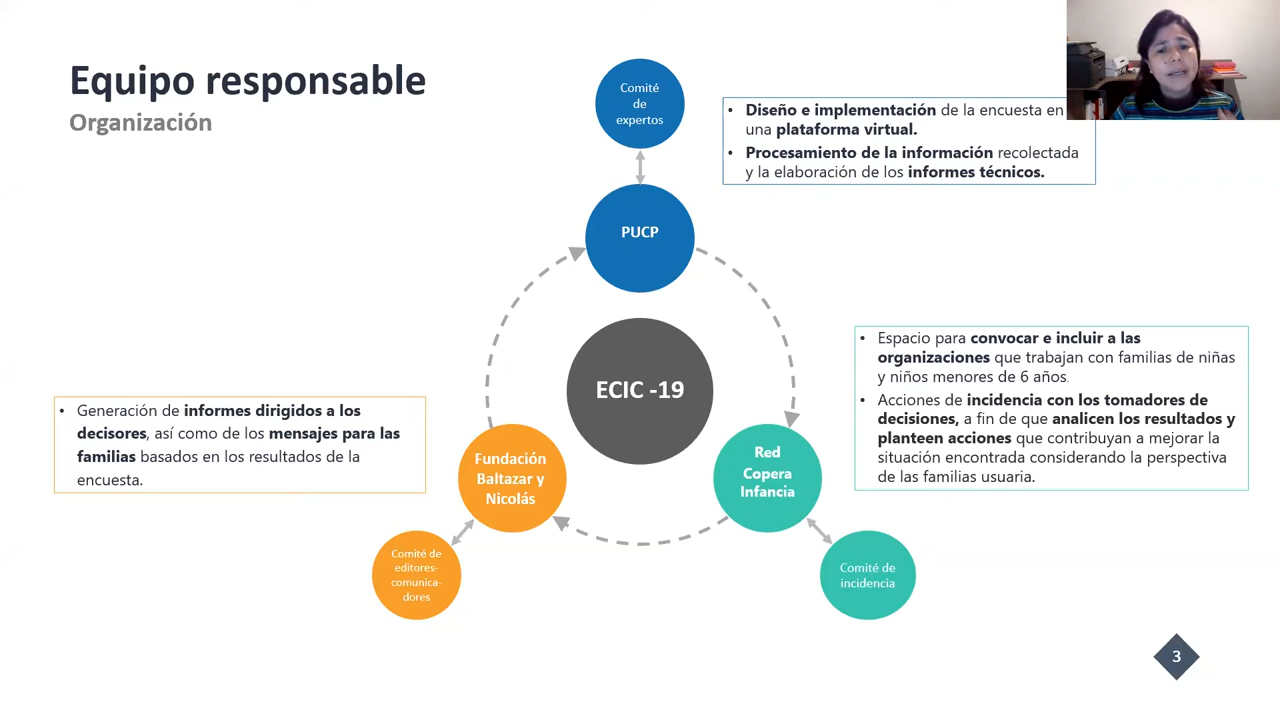 Equipo responsable
Organización
Comité
de
expertos
• Diseño e implementación de la encuesta en
una plataforma virtual.
• Procesamiento de la información recolectada
y la elaboración de los informes técnicos.
PUCP
ECIC -19
• Espacio para convocar e incluir a las
organizaciones que trabajan con familias de niñas
y niños menores de 6 años.
• Acciones de incidencia con los tomadores de
decisiones, a fin de que analicen los resultados y
planteen acciones que contribuyan a mejorar la
situación encontrada considerando la perspectiva
de las familias usuaria.
• Generación de informes dirigidos a los
decisores, así como de los mensajes para las
familias basados en los resultados de la
encuesta.
Fundación
Baltazar y
Nicolás
Red
Copera
Infancia
Comité de
editores-
comunica-
dores
Comité de
incidencia
3